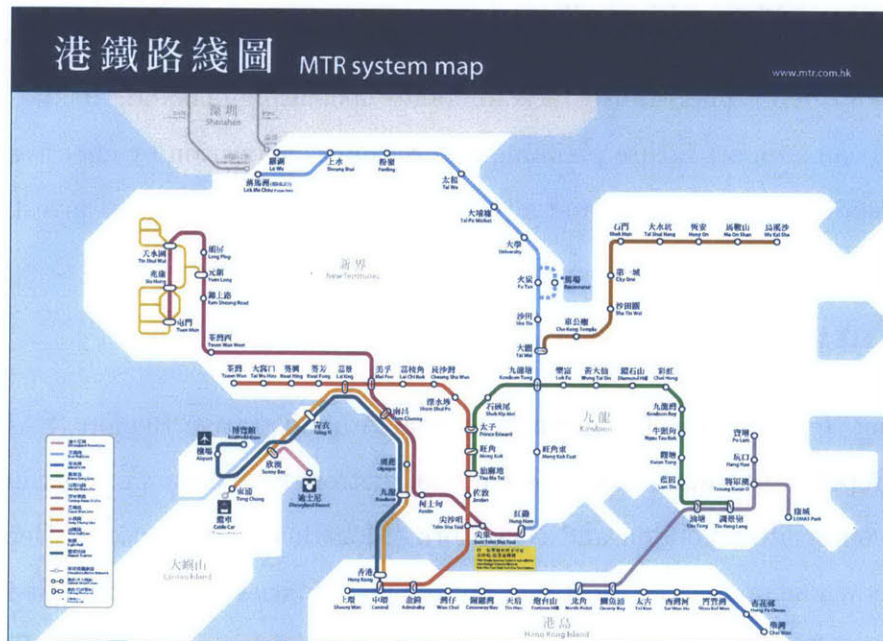 港鐵路綫圖 MTR system map
www.mtr.com.hk
深圳
Shenzhen
羅湖
Lo Wu
上水
Sheung Shui
粉嶺
Fanling
落馬洲
Lok Ma Chau
太和
Tai Wo
大埔墟
Tai Po Market
大學
University
火炭
Fo Tan
馬場
Racecourse
沙田
Sha Tin
大圍
Tai Wai
石門
Shek Mun
大水坑
Tai Shui Hang
恆安
Heng On
馬鞍山
Ma On Shan
烏溪沙
Wu Kai Sha
第一城
City One
沙田圍
Sha Tin Wai
車公廟
Che Kung Temple
天水圍
Tin Shui Wai
兆康
Siu Hong
屯門
Tuen Mun
朗屏
Long Ping
元朗
Yuen Long
錦上路
Kam Sheung Road
荃灣西
Tsuen Wan West
新界
New Territories
荃灣
Tsuen Wan
大窩口
Tai Wo Hau
葵興
Kwai Hing
葵芳
Kwai Fong
荔景
Lai King
美孚
Mei Foo
荔枝角
Lai Chi Kok
長沙灣
Cheung Sha Wan
深水埗
Sham Shui Po
九龍塘
Kowloon Tong
樂富
Lok Fu
黃大仙
Wong Tai Sin
鑽石山
Diamond Hill
彩虹
Choi Hung
石硤尾
Shek Kip Mei
太子
Prince Edward
旺角
Mong Kok
油麻地
Yau Ma Tei
九龍
Kowloon
九龍灣
Kowloon Bay
牛頭角
Ngau Tau Kok
觀塘
Kwun Tong
藍田
Lam Tin
油塘
Yau Tong
調景嶺
Tiu Keng Leng
寶琳
Po Lam
坑口
Hang Hau
將軍澳
Tseung Kwan O
康城
LOHAS Park
旺角東
Mong Kok East
南昌
Nam Cheong
奧運
Olympic
九龍
Kowloon
柯士甸
Austin
佐敦
Jordan
尖沙咀
Tsim Sha Tsui
尖東
East Tsim Sha Tsui
紅磡
Hung Hom
青衣
Tsing Yi
博覽館
AsiaWorld-Expo
機場
Airport
欣澳
Sunny Bay
東涌
Tung Chung
迪士尼
Disneyland Resort
纜車
Cable Car
大嶼山
Lantau Island
香港
Hong Kong
上環
Sheung Wan
中環
Central
金鐘
Admiralty
灣仔
Wan Chai
銅鑼灣
Causeway Bay
天后
Tin Hau
炮台山
Fortress Hill
北角
North Point
鰂魚涌
Quarry Bay
太古
Tai Koo
西灣河
Sai Wan Ho
筲箕灣
Shau Kei Wan
杏花邨
Heng Fa Chuen
柴灣
Chai Wan
港島
Hong Kong Island